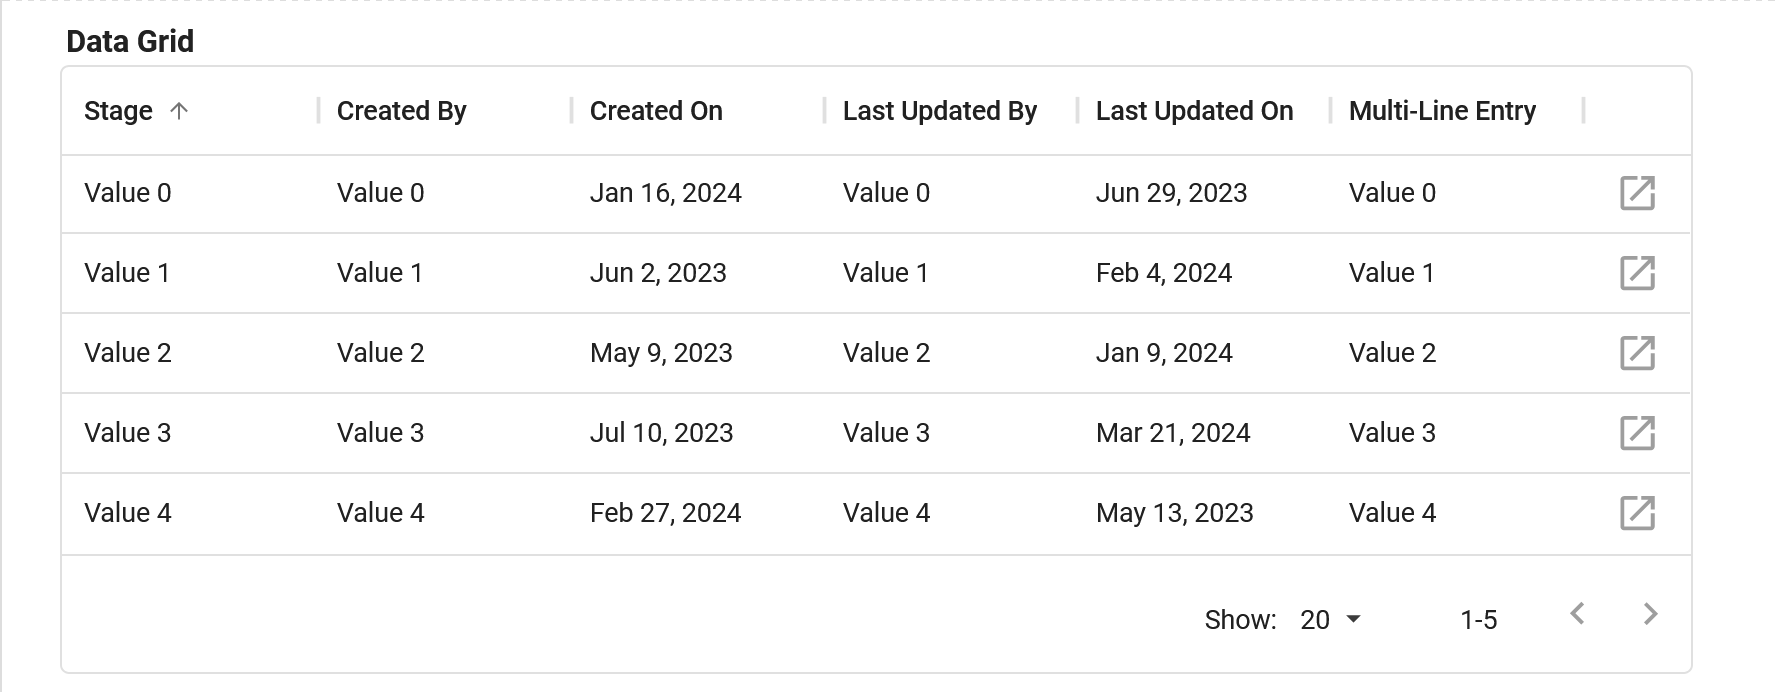 Data Grid
Stage Created By Created On Last Updated By Last Updated On Multi-Line Entry
Value 0 Value 0 Jan 16, 2024 Value 0 Jun 29, 2023 Value 0
Value 1 Value 1 Jun 2, 2023 Value 1 Feb 4, 2024 Value 1
Value 2 Value 2 May 9, 2023 Value 2 Jan 9, 2024 Value 2
Value 3 Value 3 Jul 10, 2023 Value 3 Mar 21, 2024 Value 3
Value 4 Value 4 Feb 27, 2024 Value 4 May 13, 2023 Value 4
Show: 20 1-5